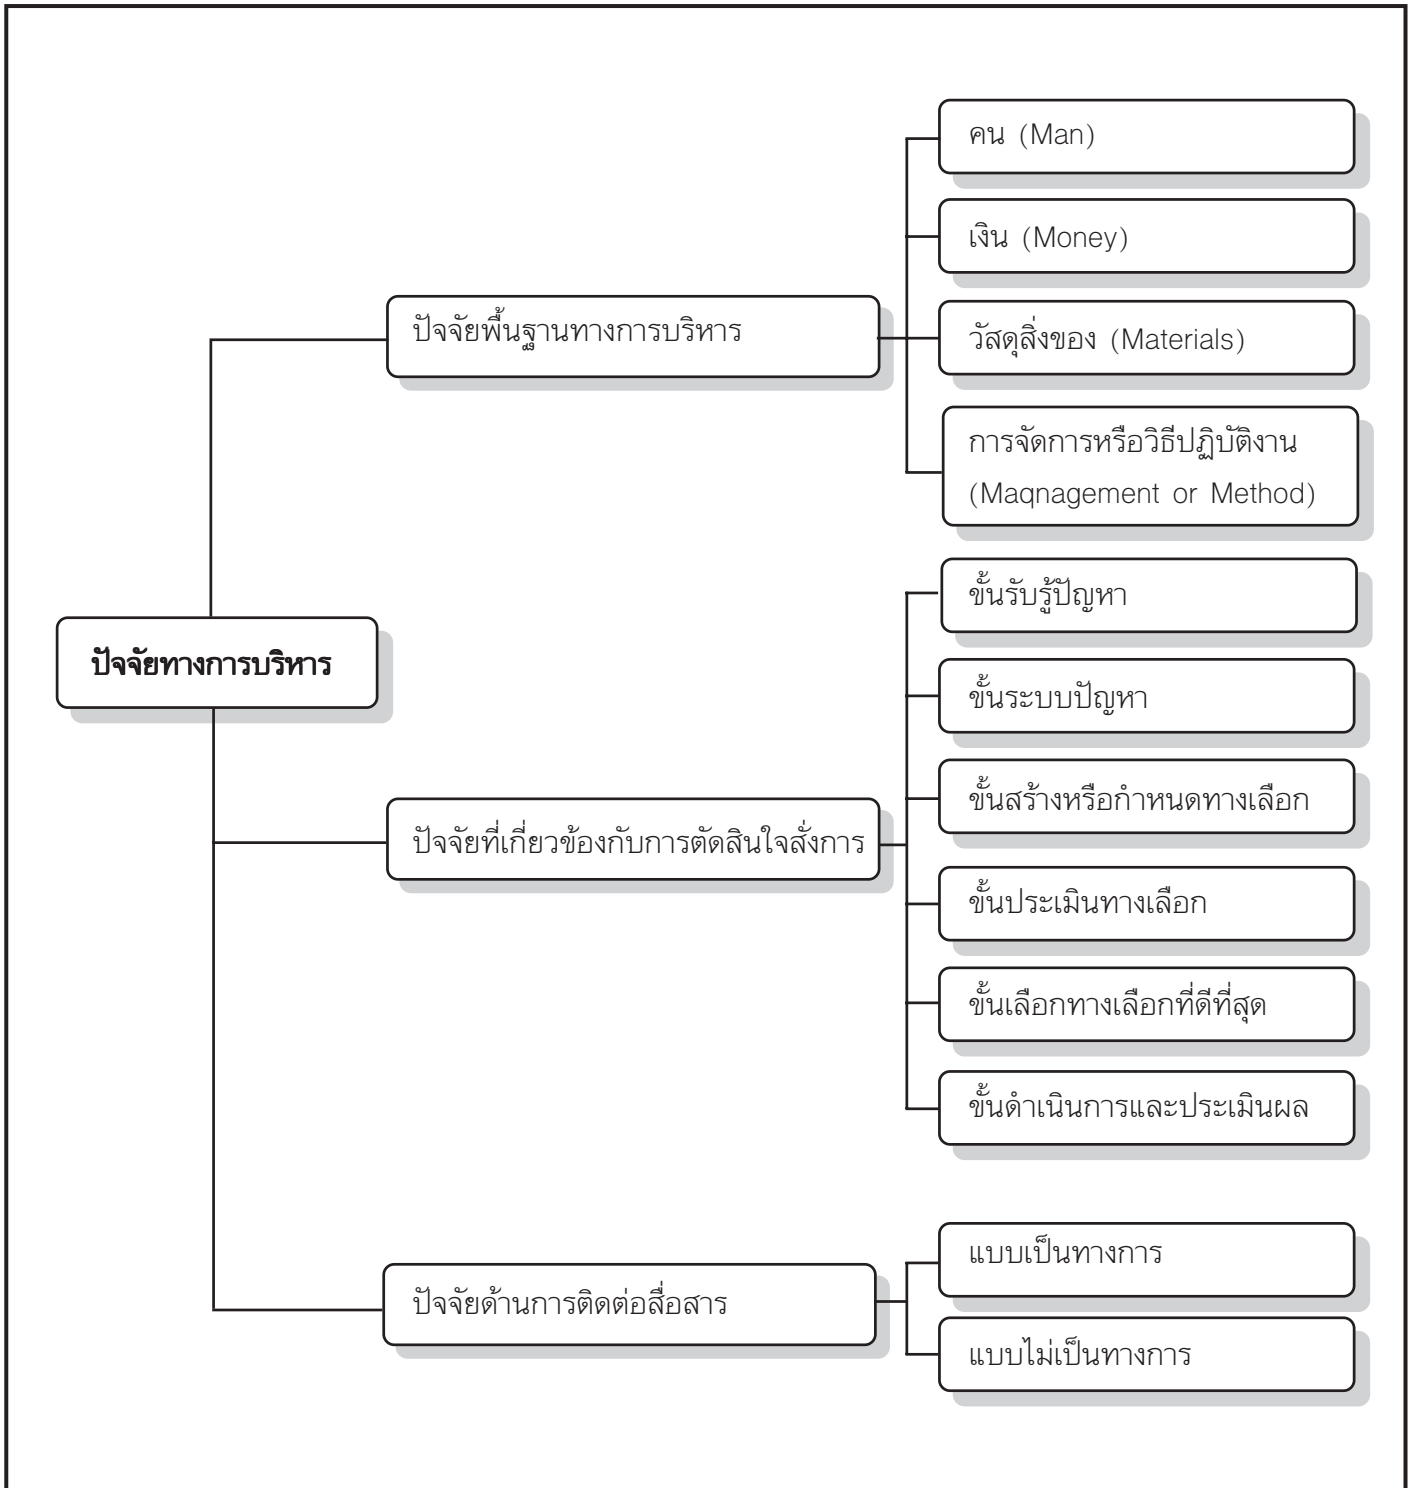 คน (Man)
เงิน (Money)
ปัจจัยพื้นฐานทางการบริหาร
วัสดุสิ่งของ (Materials)
การจัดการหรือวิธีปฏิบัติงาน
(Maqnagement or Method)
ขั้นรับรู้ปัญหา
ปัจจัยทางการบริหาร
ขั้นระบบปัญหา
ขั้นสร้างหรือกำหนดทางเลือก
ปัจจัยที่เกี่ยวข้องกับการตัดสินใจสั่งการ
ขั้นประเมินทางเลือก
ขั้นเลือกทางเลือกที่ดีที่สุด
ขั้นดำเนินการและประเมินผล
แบบเป็นทางการ
ปัจจัยด้านการติดต่อสื่อสาร
แบบไม่เป็นทางการ